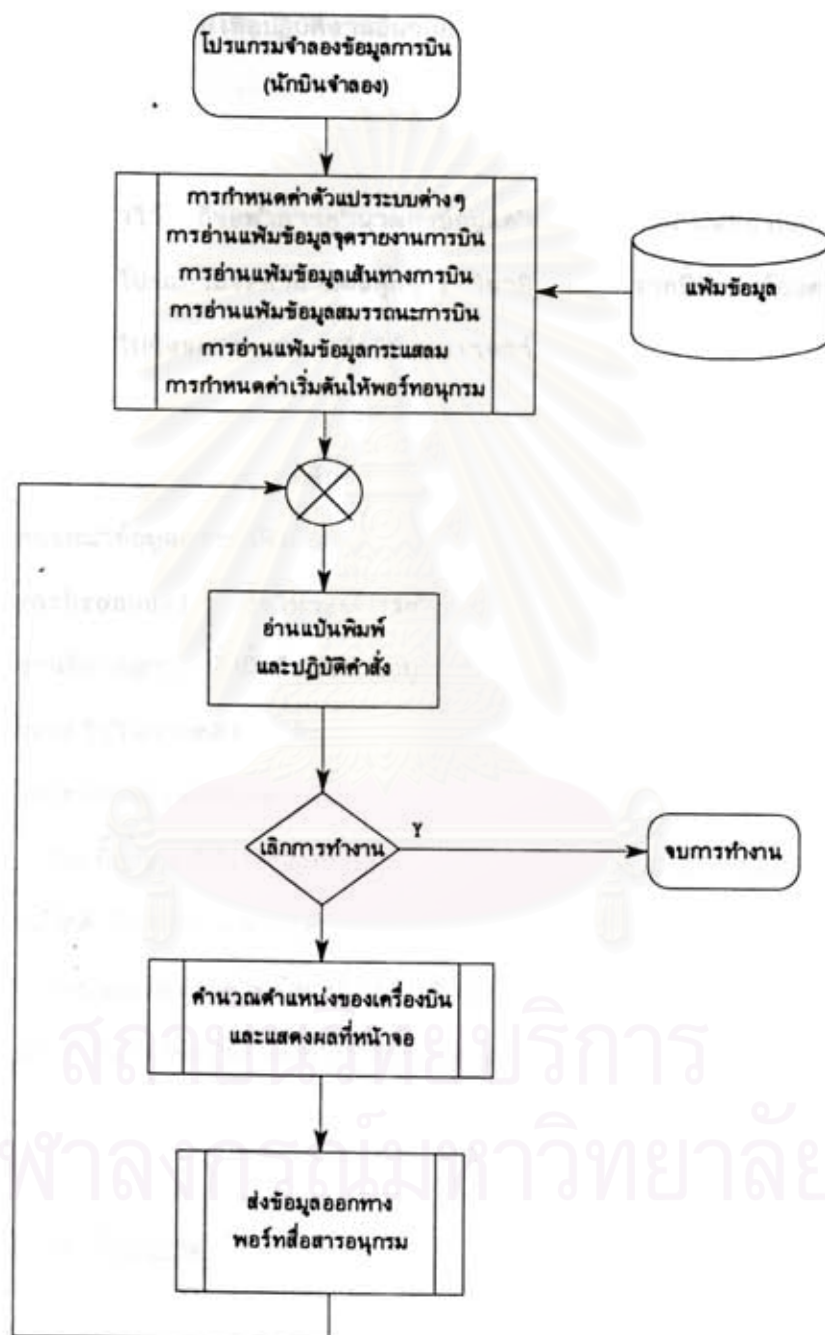 โปรแกรมจำลองข้อมูลการบิน
(นักบินจำลอง)
การกำหนดค่าตัวแปรระบบต่างๆ
การอ่านแฟ้มข้อมูลจุดรายงานการบิน
การอ่านแฟ้มข้อมูลเส้นทางการบิน
การอ่านแฟ้มข้อมูลสมรรถนะการบิน
การอ่านแฟ้มข้อมูลกระแสลม
การกำหนดค่าเริ่มต้นให้พอร์ทอนุกรม
แฟ้มข้อมูล
อ่านแป้นพิมพ์
และปฏิบัติคำสั่ง
เลิกการทำงาน
Y
จบการทำงาน
คำนวณตำแหน่งของเครื่องบิน
และแสดงผลที่หน้าจอ
สถาบันวิทยบริการ
ฬาลงกรณ์มหาวิทยาลัย
ส่งข้อมูลออกทาง
พอร์ทสื่อสารอนุกรม